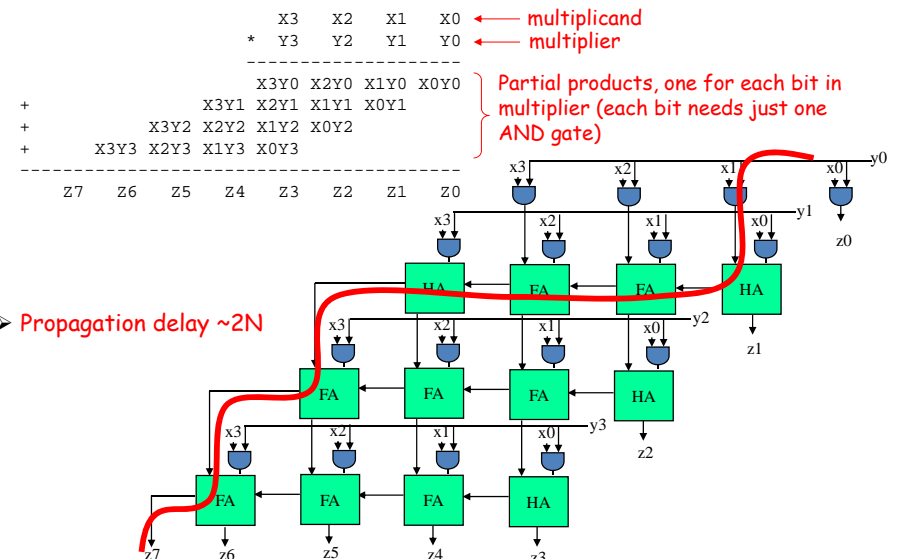 X3 X2 X1 X0 multiplicand
* Y3 Y2 Y1 Y0 multiplier
--------------------
X3Y0 X2Y0 X1Y0 X0Y0
+ X3Y1 X2Y1 X1Y1 X0Y1
+ X3Y2 X2Y2 X1Y2 X0Y2
+ X3Y3 X2Y3 X1Y3 X0Y3
-----------------------------------------
Z7 Z6 Z5 Z4 Z3 Z2 Z1 Z0
Partial products, one for each bit in
multiplier (each bit needs just one
AND gate)
x3 x2 x1 x0 y0
z0
x3 x2 x1 x0 y1
HA FA FA HA
z1
➢ Propagation delay ~2N
x3 x2 x1 x0 y2
FA FA FA HA
z2
x3 x2 x1 x0 y3
FA FA FA HA
z7 z6 z5 z4 z3